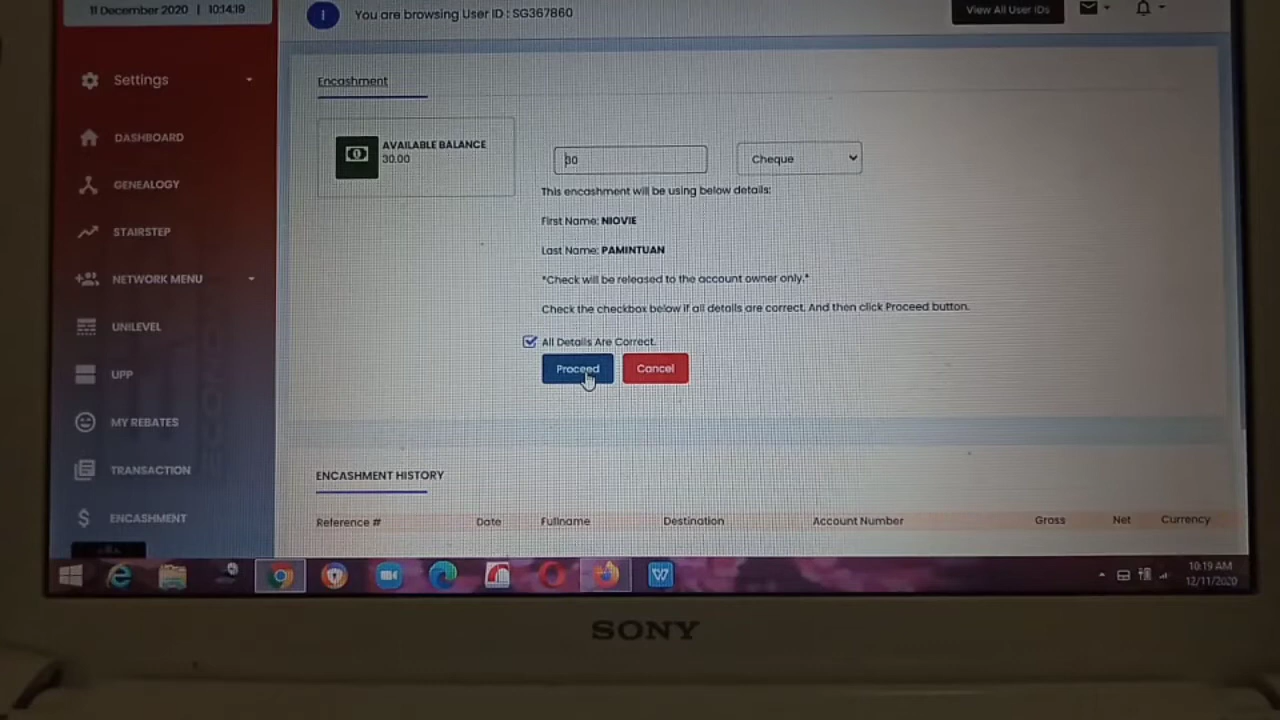 11 December 2020 | 10:14:19
You are browsing User ID : SG367860
View All User IDs
Settings
Encashment
DASHBOARD
AVAILABLE BALANCE
30.00
Cheque
GENEALOGY
This encashment will be using below details:
STAIRSTEP
First Name: NIOVIE
Last Name: PAMINTUAN
NETWORK MENU
*Check will be released to the account owner only.*
Check the checkbox below if all details are correct. And then click Proceed button.
UNILEVEL
All Details Are Correct.
UPP
Proceed
Cancel
MY REBATES
TRANSACTION
ENCASHMENT HISTORY
ENCASHMENT
Reference # Date Fullname Destination Account Number Gross Net Currency
10:19 AM
12/11/2020
SONY